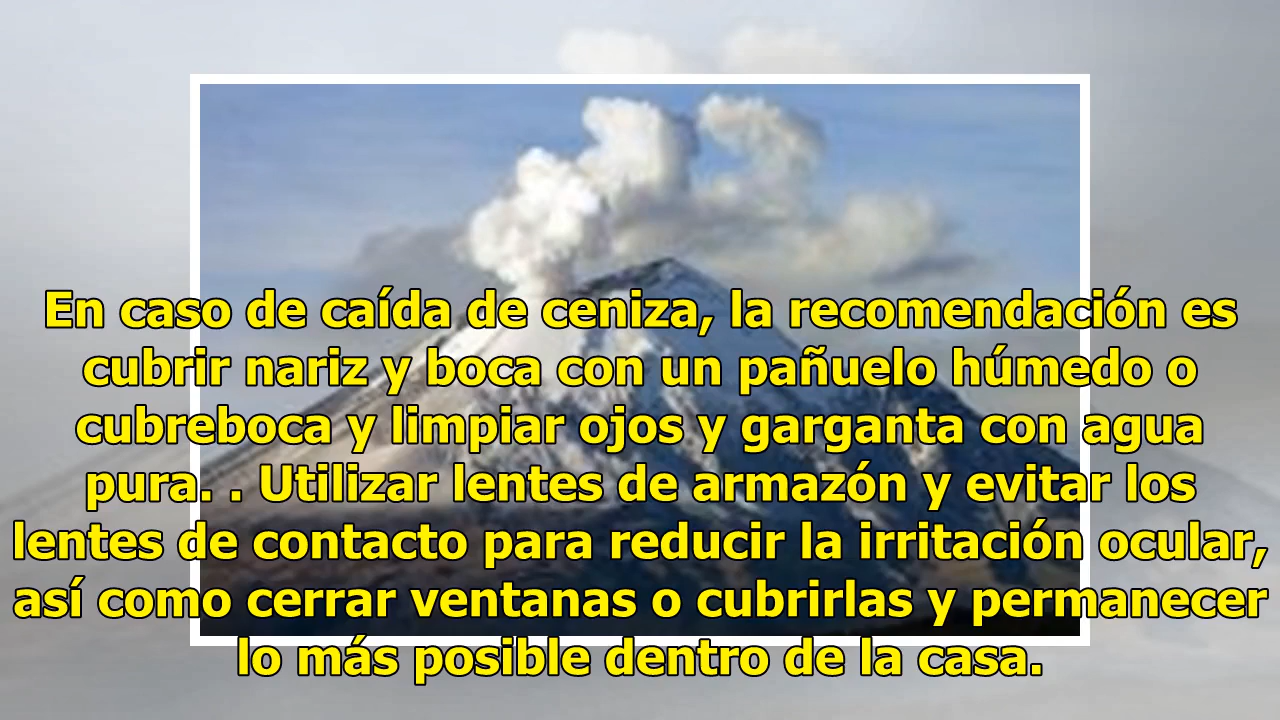 En caso de caída de ceniza, la recomendación es
cubrir nariz y boca con un pañuelo húmedo o
cubreboca y limpiar ojos y garganta con agua
pura. . Utilizar lentes de armazón y evitar los
lentes de contacto para reducir la irritación ocular,
así como cerrar ventanas o cubrirlas y permanecer
lo más posible dentro de la casa.